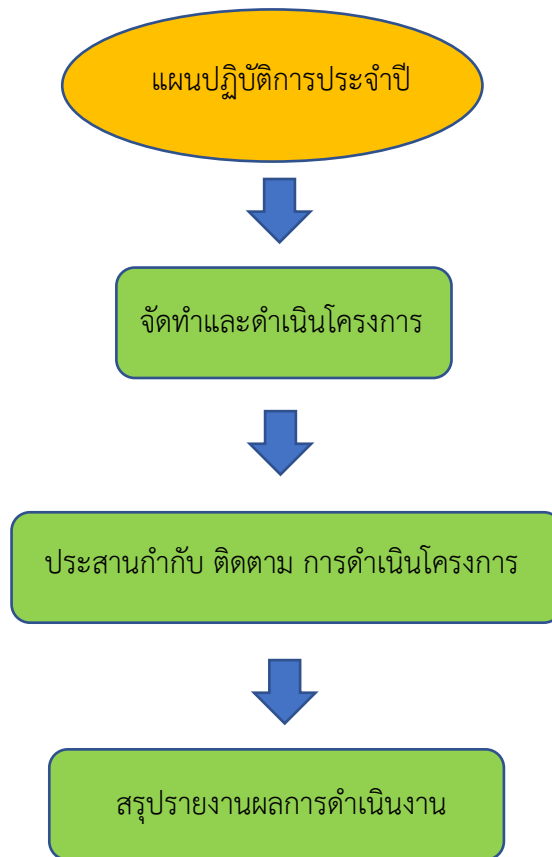 แผนปฏิบัติการประจำปี
จัดทำและดำเนินโครงการ
ประสานกำกับ ติดตาม การดำเนินโครงการ
สรุปรายงานผลการดำเนินงาน